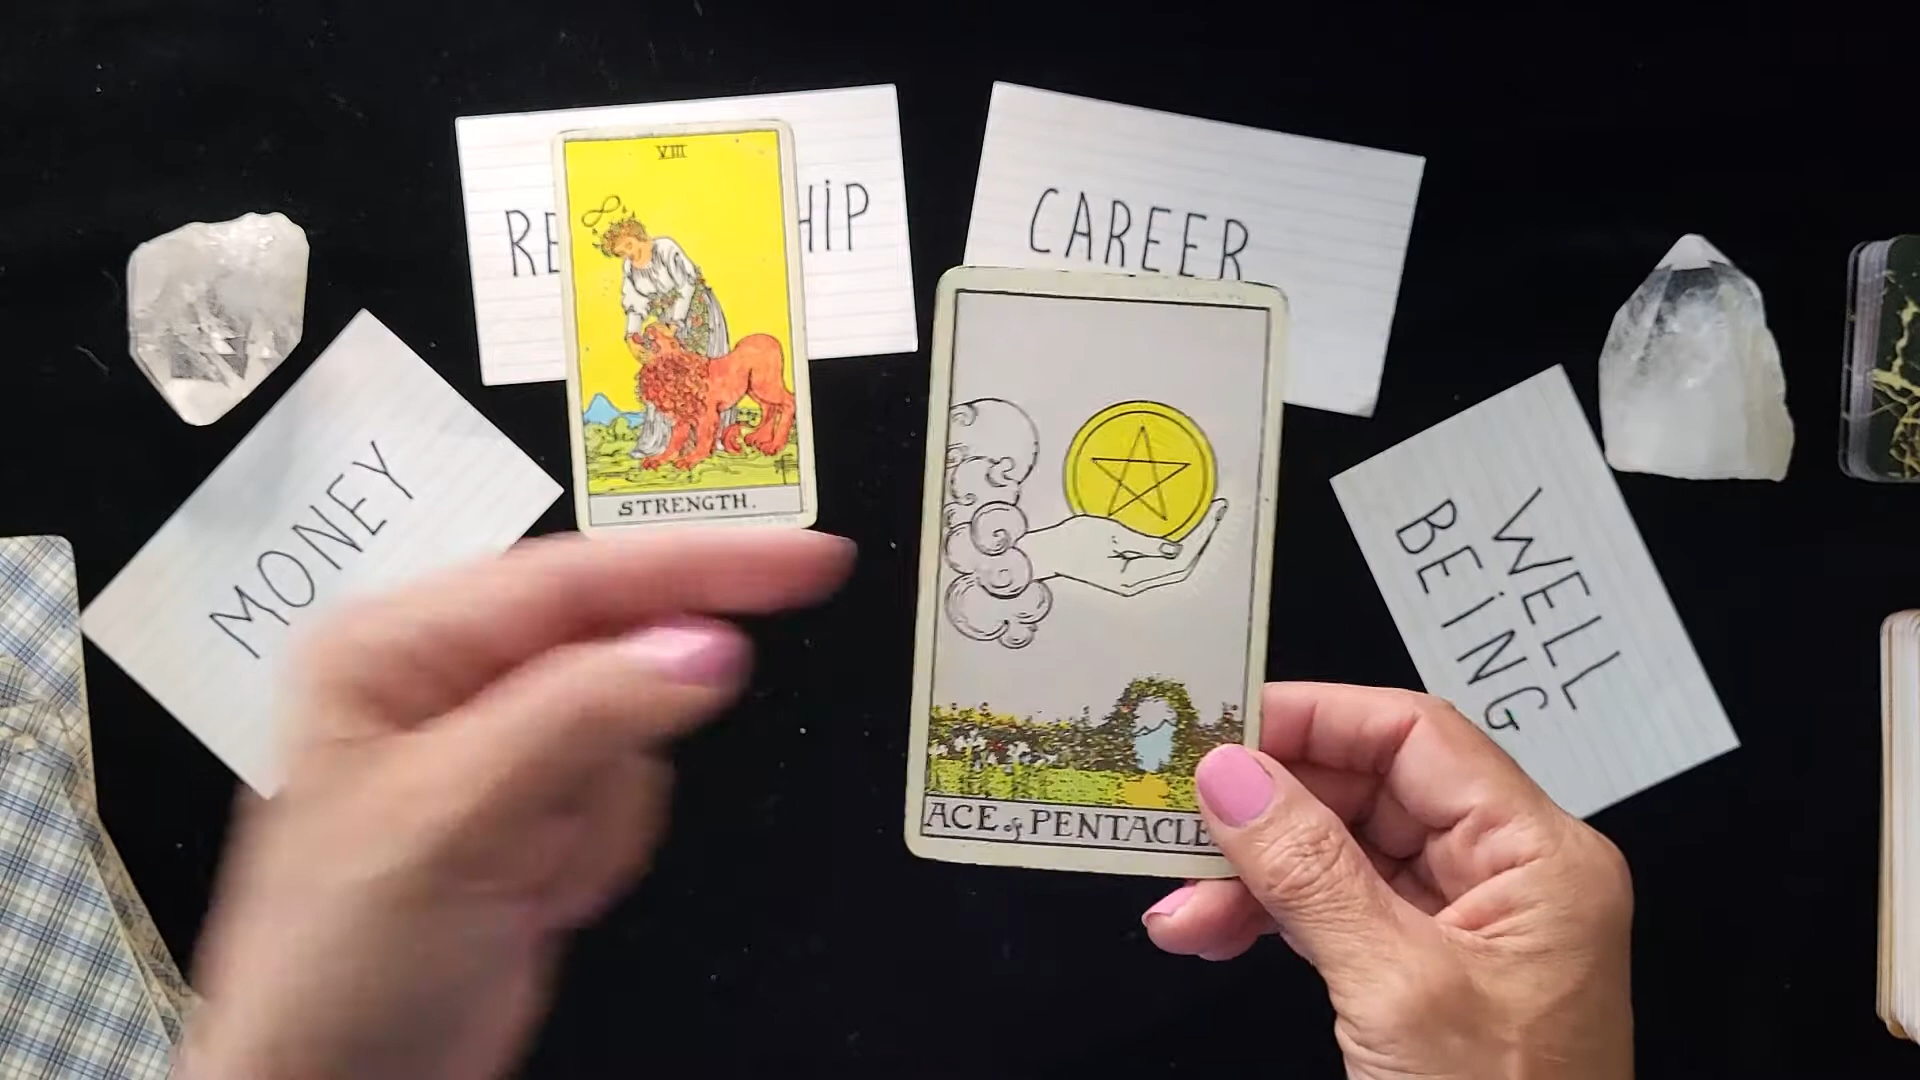 VIII
RE
HIP
STRENGTH.
CAREER
MONEY
WELL
BEING
ACE of PENTACLE